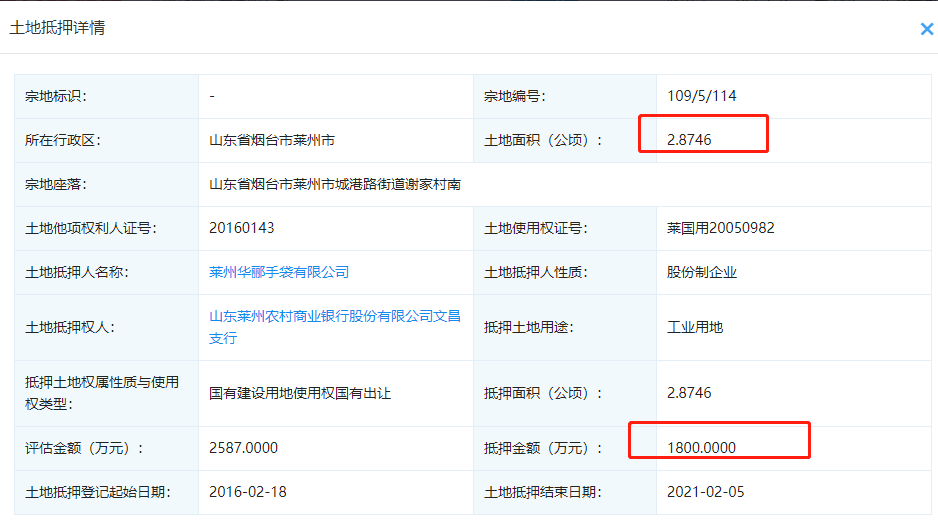 土地抵押详情
宗地标识： - 宗地编号： 109/5/114
所在行政区： 山东省烟台市莱州市 土地面积（公顷）： 2.8746
宗地座落： 山东省烟台市莱州市城港路街道谢家村南
土地他项权利人证号： 20160143 土地使用权证号： 莱国用20050982
土地抵押人名称： 莱州华郦手袋有限公司 土地抵押人性质： 股份制企业
土地抵押权人： 山东莱州农村商业银行股份有限公司文昌
支行 抵押土地用途： 工业用地
抵押土地权属性质与使用
权类型： 国有建设用地使用权国有出让 抵押面积（公顷）： 2.8746
评估金额（万元）： 2587.0000 抵押金额（万元）： 1800.0000
土地抵押登记起始日期： 2016-02-18 土地抵押结束日期： 2021-02-05